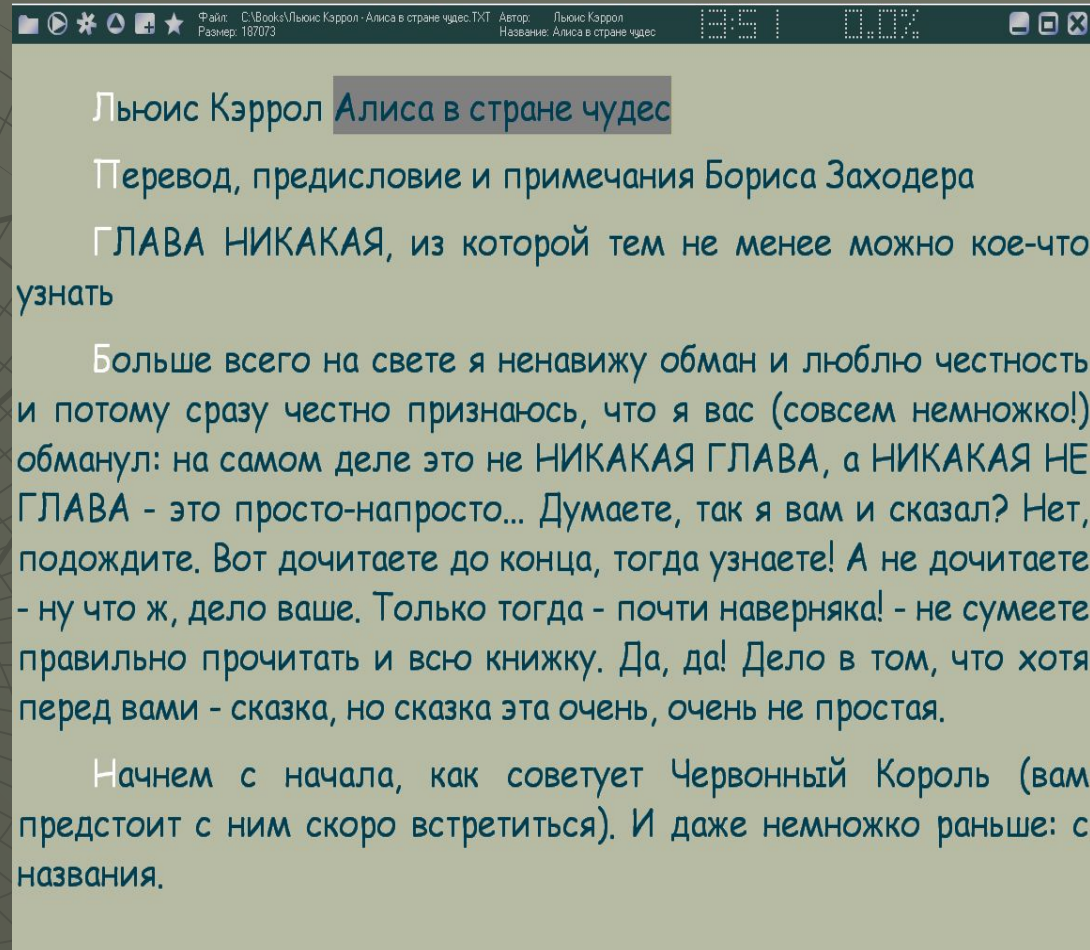 Файл: C:\Books\Льюис Кэррол - Алиса в стране чудес.TXT Автор: Льюис Кэррол
Размер: 187073 Название: Алиса в стране чудес
13:51 0.0%
Льюис Кэррол Алиса в стране чудес
Перевод, предисловие и примечания Бориса Заходера
ГЛАВА НИКАКАЯ, из которой тем не менее можно кое-что
узнать
Больше всего на свете я ненавижу обман и люблю честность
и потому сразу честно признаюсь, что я вас (совсем немножко!)
обманул: на самом деле это не НИКАКАЯ ГЛАВА, а НИКАКАЯ НЕ
ГЛАВА - это просто-напросто... Думаете, так я вам и сказал? Нет,
подождите. Вот дочитаете до конца, тогда узнаете! А не дочитаете
- ну что ж, дело ваше. Только тогда - почти наверняка! - не сумеете
правильно прочитать и всю книжку. Да, да! Дело в том, что хотя
перед вами - сказка, но сказка эта очень, очень не простая.
Начнем с начала, как советует Червонный Король (вам
предстоит с ним скоро встретиться). И даже немножко раньше: с
названия.